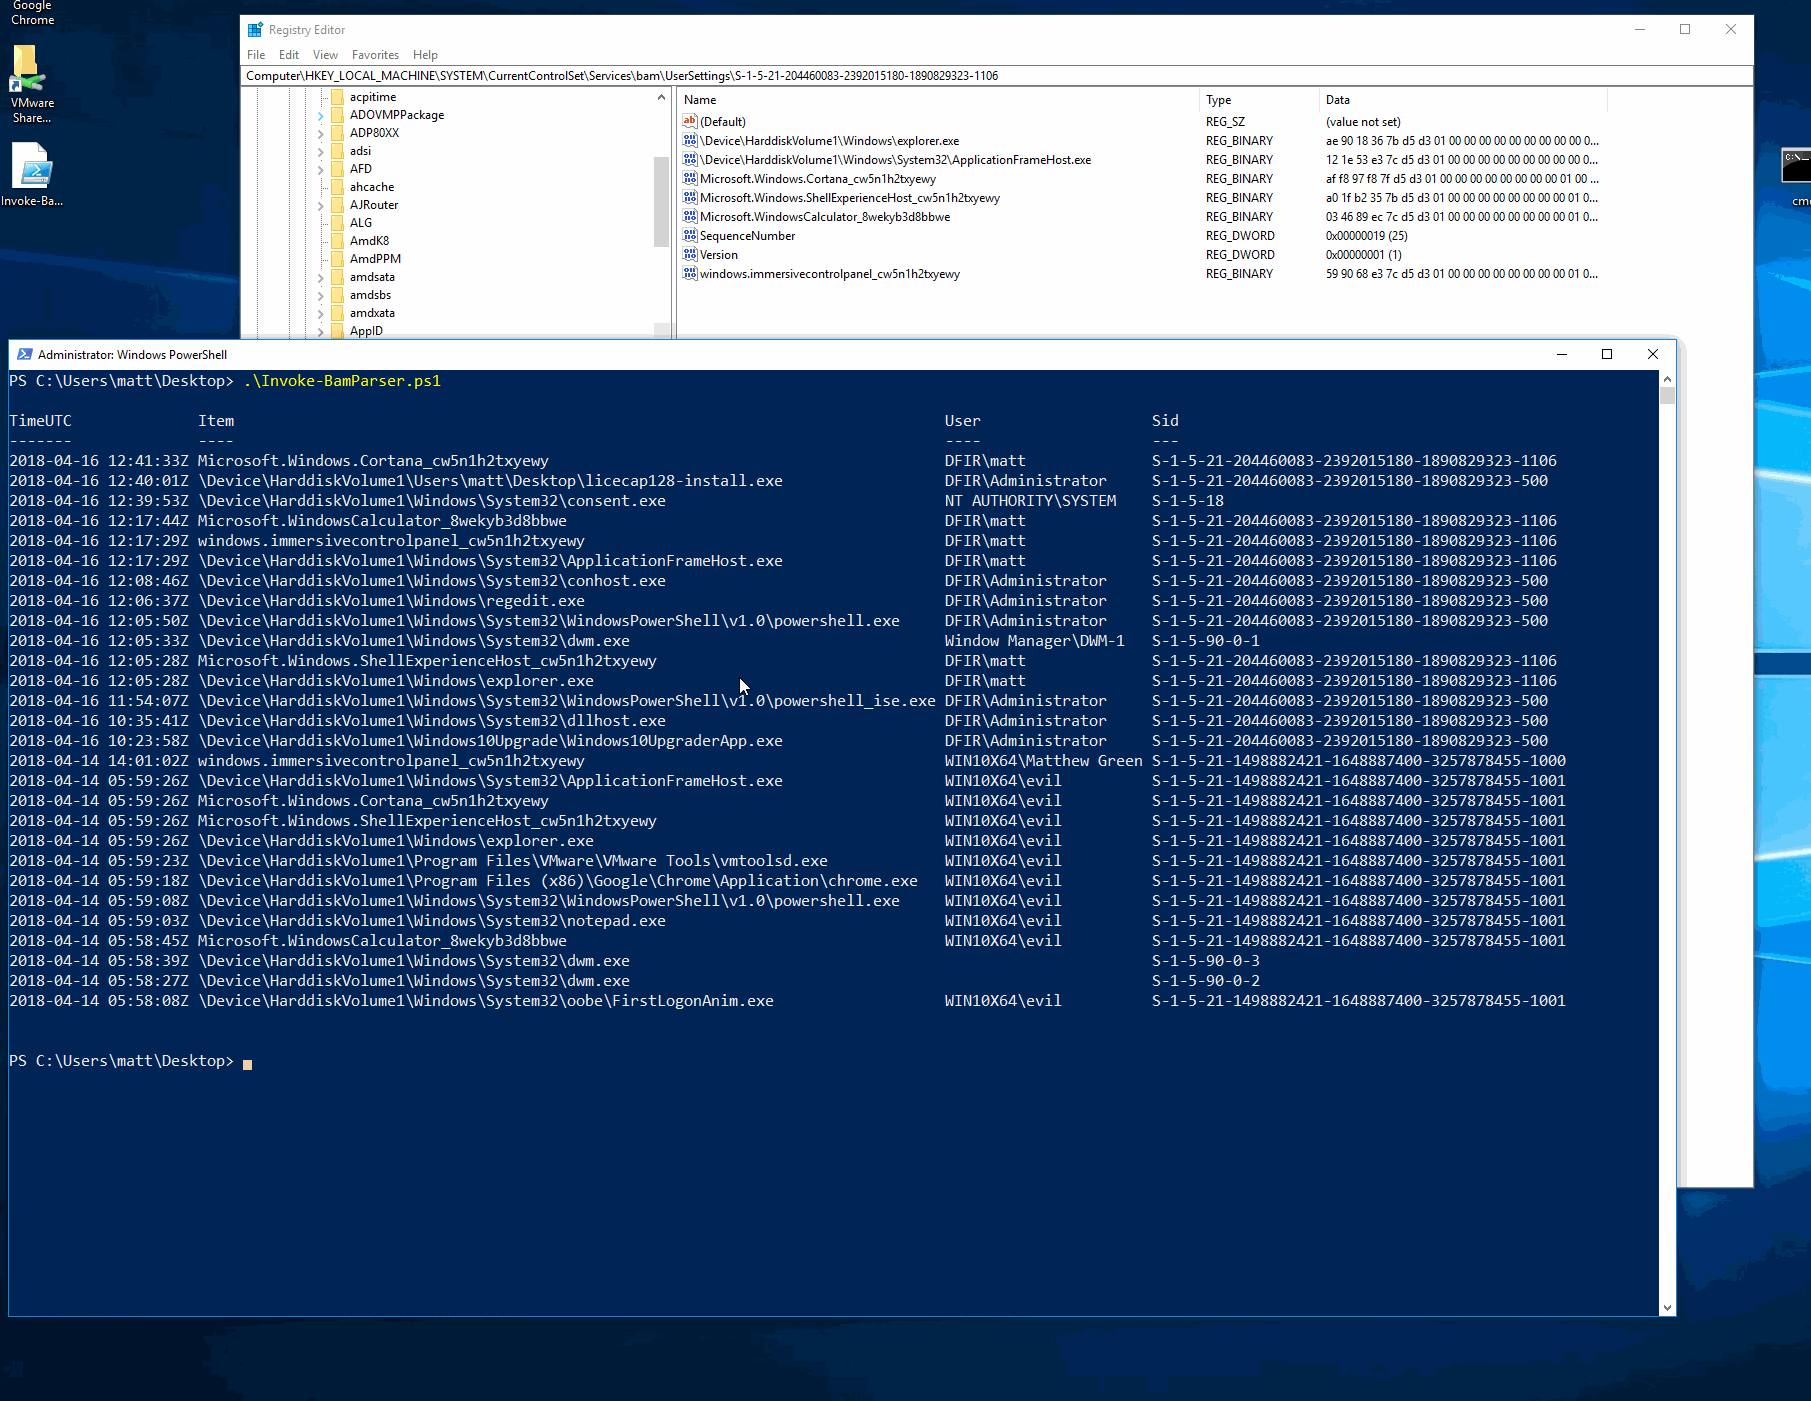 Google
Chrome
VMware
Share...
Invoke-Ba...
Registry Editor
File Edit View Favorites Help
Computer\HKEY_LOCAL_MACHINE\SYSTEM\CurrentControlSet\Services\bam\UserSettings\S-1-5-21-204460083-2392015180-1890829323-1106
acpitime
ADOVMPPackage
ADP80XX
adsi
AFD
ahcache
AJRouter
ALG
AmdK8
AmdPPM
amdsata
amdsbs
amdxata
AppID
Name Type Data
(Default) REG_SZ (value not set)
\Device\HarddiskVolume1\Windows\explorer.exe REG_BINARY ae 90 18 36 7b d5 d3 01 00 00 00 00 00 00 00 00 0...
\Device\HarddiskVolume1\Windows\System32\ApplicationFrameHost.exe REG_BINARY 12 1e 53 e3 7c d5 d3 01 00 00 00 00 00 00 00 00 0...
Microsoft.Windows.Cortana_cw5n1h2txyewy REG_BINARY af f8 97 f8 7f d5 d3 01 00 00 00 00 00 00 00 00 01 00 ...
Microsoft.Windows.ShellExperienceHost_cw5n1h2txyewy REG_BINARY a0 1f b2 35 7b d5 d3 01 00 00 00 00 00 00 00 00 01 0...
Microsoft.WindowsCalculator_8wekyb3d8bbwe REG_BINARY 03 46 89 ec 7c d5 d3 01 00 00 00 00 00 00 00 00 01 0...
SequenceNumber REG_DWORD 0x00000019 (25)
Version REG_DWORD 0x00000001 (1)
windows.immersivecontrolpanel_cw5n1h2txyewy REG_BINARY 59 90 68 e3 7c d5 d3 01 00 00 00 00 00 00 00 00 01 0...
Administrator: Windows PowerShell
PS C:\Users\matt\Desktop> .\Invoke-BamParser.ps1
TimeUTC Item User Sid
------- ---- ---- ---
2018-04-16 12:41:33Z Microsoft.Windows.Cortana_cw5n1h2txyewy DFIR\matt S-1-5-21-204460083-2392015180-1890829323-1106
2018-04-16 12:40:01Z \Device\HarddiskVolume1\Users\matt\Desktop\licecap128-install.exe DFIR\Administrator S-1-5-21-204460083-2392015180-1890829323-500
2018-04-16 12:39:53Z \Device\HarddiskVolume1\Windows\System32\consent.exe NT AUTHORITY\SYSTEM S-1-5-18
2018-04-16 12:17:44Z Microsoft.WindowsCalculator_8wekyb3d8bbwe DFIR\matt S-1-5-21-204460083-2392015180-1890829323-1106
2018-04-16 12:17:29Z windows.immersivecontrolpanel_cw5n1h2txyewy DFIR\matt S-1-5-21-204460083-2392015180-1890829323-1106
2018-04-16 12:17:29Z \Device\HarddiskVolume1\Windows\System32\ApplicationFrameHost.exe DFIR\matt S-1-5-21-204460083-2392015180-1890829323-1106
2018-04-16 12:08:46Z \Device\HarddiskVolume1\Windows\System32\conhost.exe DFIR\Administrator S-1-5-21-204460083-2392015180-1890829323-500
2018-04-16 12:06:37Z \Device\HarddiskVolume1\Windows\regedit.exe DFIR\Administrator S-1-5-21-204460083-2392015180-1890829323-500
2018-04-16 12:05:50Z \Device\HarddiskVolume1\Windows\System32\WindowsPowerShell\v1.0\powershell.exe DFIR\Administrator S-1-5-21-204460083-2392015180-1890829323-500
2018-04-16 12:05:33Z \Device\HarddiskVolume1\Windows\System32\dwm.exe Window Manager\DWM-1 S-1-5-90-0-1
2018-04-16 12:05:28Z Microsoft.Windows.ShellExperienceHost_cw5n1h2txyewy DFIR\matt S-1-5-21-204460083-2392015180-1890829323-1106
2018-04-16 12:05:28Z \Device\HarddiskVolume1\Windows\explorer.exe DFIR\matt S-1-5-21-204460083-2392015180-1890829323-1106
2018-04-16 11:54:07Z \Device\HarddiskVolume1\Windows\System32\WindowsPowerShell\v1.0\powershell_ise.exe DFIR\Administrator S-1-5-21-204460083-2392015180-1890829323-500
2018-04-16 10:35:41Z \Device\HarddiskVolume1\Windows\System32\dllhost.exe DFIR\Administrator S-1-5-21-204460083-2392015180-1890829323-500
2018-04-16 10:23:58Z \Device\HarddiskVolume1\Windows10Upgrade\Windows10UpgraderApp.exe DFIR\Administrator S-1-5-21-204460083-2392015180-1890829323-500
2018-04-14 14:01:02Z windows.immersivecontrolpanel_cw5n1h2txyewy WIN10X64\Matthew Green S-1-5-21-1498882421-1648887400-3257878455-1000
2018-04-14 05:59:26Z \Device\HarddiskVolume1\Windows\System32\ApplicationFrameHost.exe WIN10X64\evil S-1-5-21-1498882421-1648887400-3257878455-1001
2018-04-14 05:59:26Z Microsoft.Windows.Cortana_cw5n1h2txyewy WIN10X64\evil S-1-5-21-1498882421-1648887400-3257878455-1001
2018-04-14 05:59:26Z Microsoft.Windows.ShellExperienceHost_cw5n1h2txyewy WIN10X64\evil S-1-5-21-1498882421-1648887400-3257878455-1001
2018-04-14 05:59:26Z \Device\HarddiskVolume1\Windows\explorer.exe WIN10X64\evil S-1-5-21-1498882421-1648887400-3257878455-1001
2018-04-14 05:59:23Z \Device\HarddiskVolume1\Program Files\VMware\VMware Tools\vmtoolsd.exe WIN10X64\evil S-1-5-21-1498882421-1648887400-3257878455-1001
2018-04-14 05:59:18Z \Device\HarddiskVolume1\Program Files (x86)\Google\Chrome\Application\chrome.exe WIN10X64\evil S-1-5-21-1498882421-1648887400-3257878455-1001
2018-04-14 05:59:08Z \Device\HarddiskVolume1\Windows\System32\WindowsPowerShell\v1.0\powershell.exe WIN10X64\evil S-1-5-21-1498882421-1648887400-3257878455-1001
2018-04-14 05:59:03Z \Device\HarddiskVolume1\Windows\System32\notepad.exe WIN10X64\evil S-1-5-21-1498882421-1648887400-3257878455-1001
2018-04-14 05:58:45Z Microsoft.WindowsCalculator_8wekyb3d8bbwe WIN10X64\evil S-1-5-21-1498882421-1648887400-3257878455-1001
2018-04-14 05:58:39Z \Device\HarddiskVolume1\Windows\System32\dwm.exe S-1-5-90-0-3
2018-04-14 05:58:27Z \Device\HarddiskVolume1\Windows\System32\dwm.exe S-1-5-90-0-2
2018-04-14 05:58:08Z \Device\HarddiskVolume1\Windows\System32\oobe\FirstLogonAnim.exe WIN10X64\evil S-1-5-21-1498882421-1648887400-3257878455-1001
PS C:\Users\matt\Desktop>